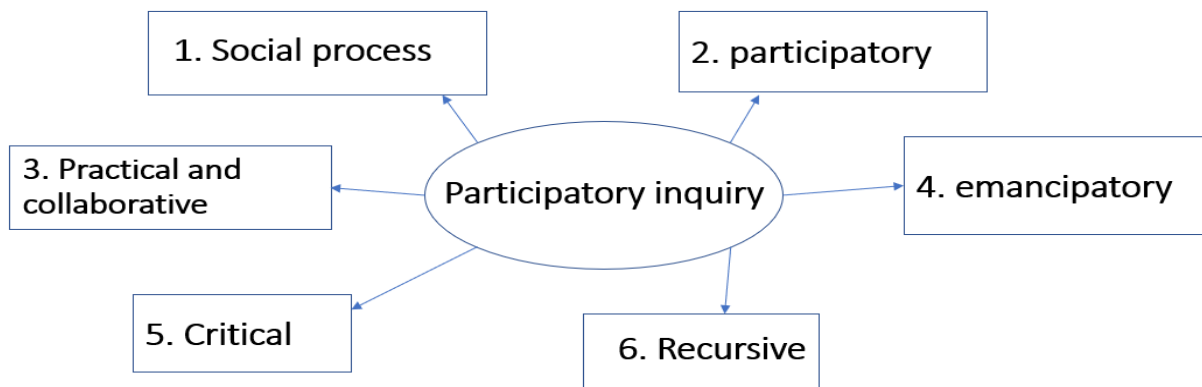 1. Social process
2. participatory
3. Practical and
collaborative
Participatory inquiry
4. emancipatory
5. Critical
6. Recursive